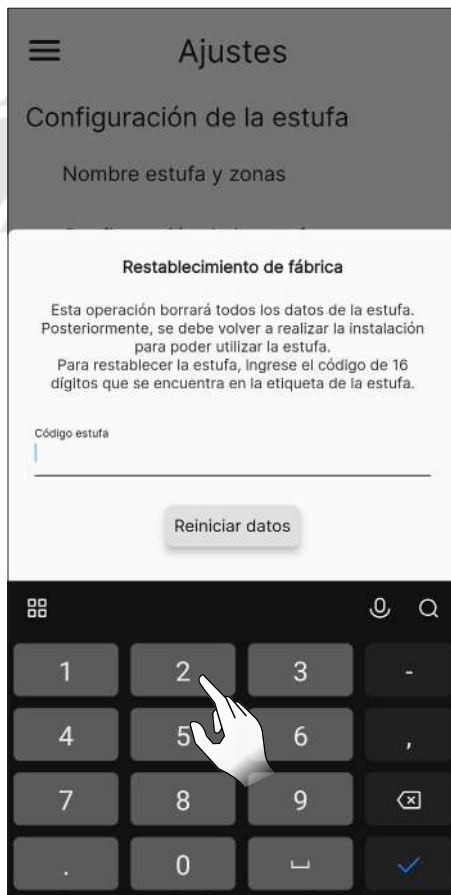 Ajustes
Configuración de la estufa
Nombre estufa y zonas
Restablecimiento de fábrica
Esta operación borrará todos los datos de la estufa.
Posteriormente, se debe volver a realizar la instalación
para poder utilizar la estufa.
Para restablecer la estufa, ingrese el código de 16
dígitos que se encuentra en la etiqueta de la estufa.
Código estufa
Reiniciar datos
1 2 3 -
4 5 6 ,
7 8 9
. 0